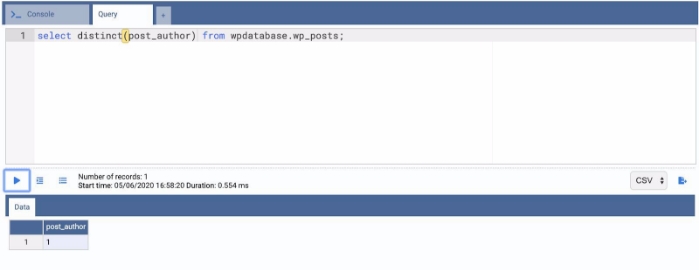 >_ Console Query +
1 select distinct(post_author) from wpdatabase.wp_posts;
Number of records: 1
Start time: 05/06/2020 16:58:20 Duration: 0.554 ms
CSV
Data
post_author
1 1